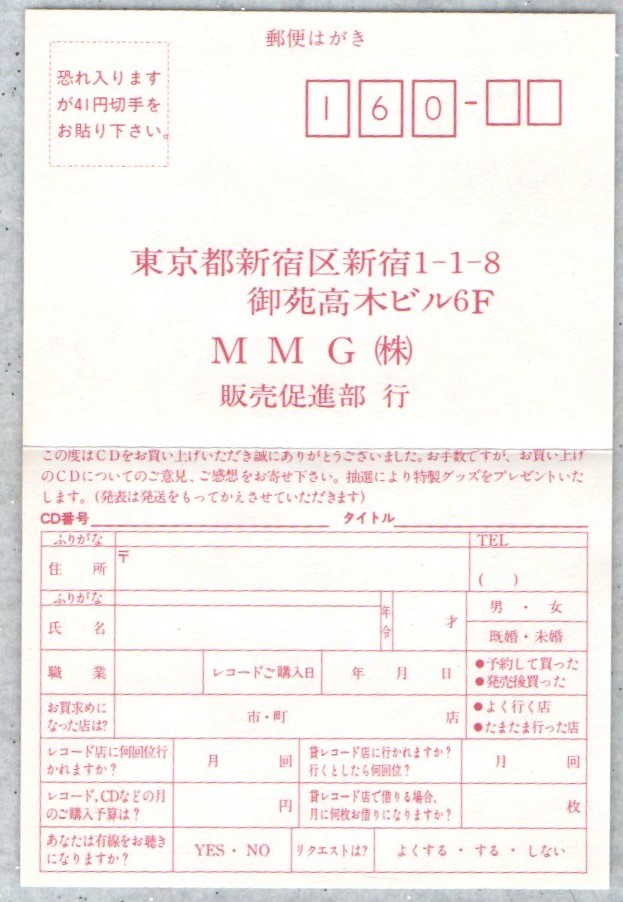 郵便はがき
恐れ入ります
が41円切手を
お貼り下さい。
160-
東京都新宿区新宿1-1-8
御苑高木ビル6F
MMG㈱
販売促進部 行
この度はCDをお買い上げいただき誠にありがとうございました。お手数ですが、お買い上げ
のCDについてのご意見、ご感想をお寄せ下さい。抽選により特製グッズをプレゼントいた
します。(発表は発送をもってかえさせていただきます)
CD番号 タイトル
ふりがな TEL
住 所 〒 ( )
ふりがな
氏 名 年令 才 男 ・ 女
既婚・未婚
職 業 レコードご購入日 年 月 日 ●予約して買った
●発売後買った
お買求めに
なった店は? 市・町 店 ●よく行く店
●たまたま行った店
レコード店に何回位行
かれますか? 月 回 貸レコード店に行かれますか?
行くとしたら何回位? 月 回
レコード、CDなどの月
のご購入予算は? 円 貸レコード店で借りる場合、
月に何枚お借りになりますか? 枚
あなたは有線をお聴き
になりますか? YES・NO リクエストは? よくする ・ する ・ しない